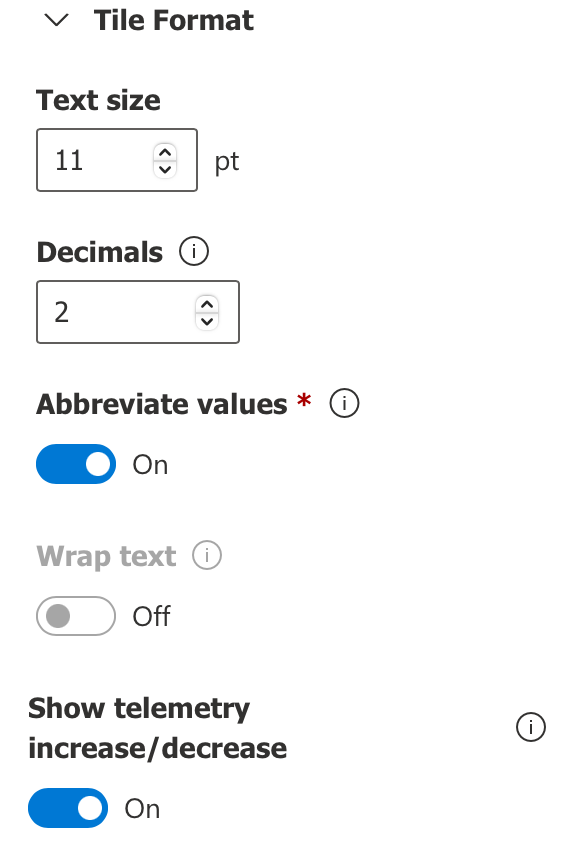 Tile Format
Text size
11 pt
Decimals
2
Abbreviate values *
On
Wrap text
Off
Show telemetry
increase/decrease
On